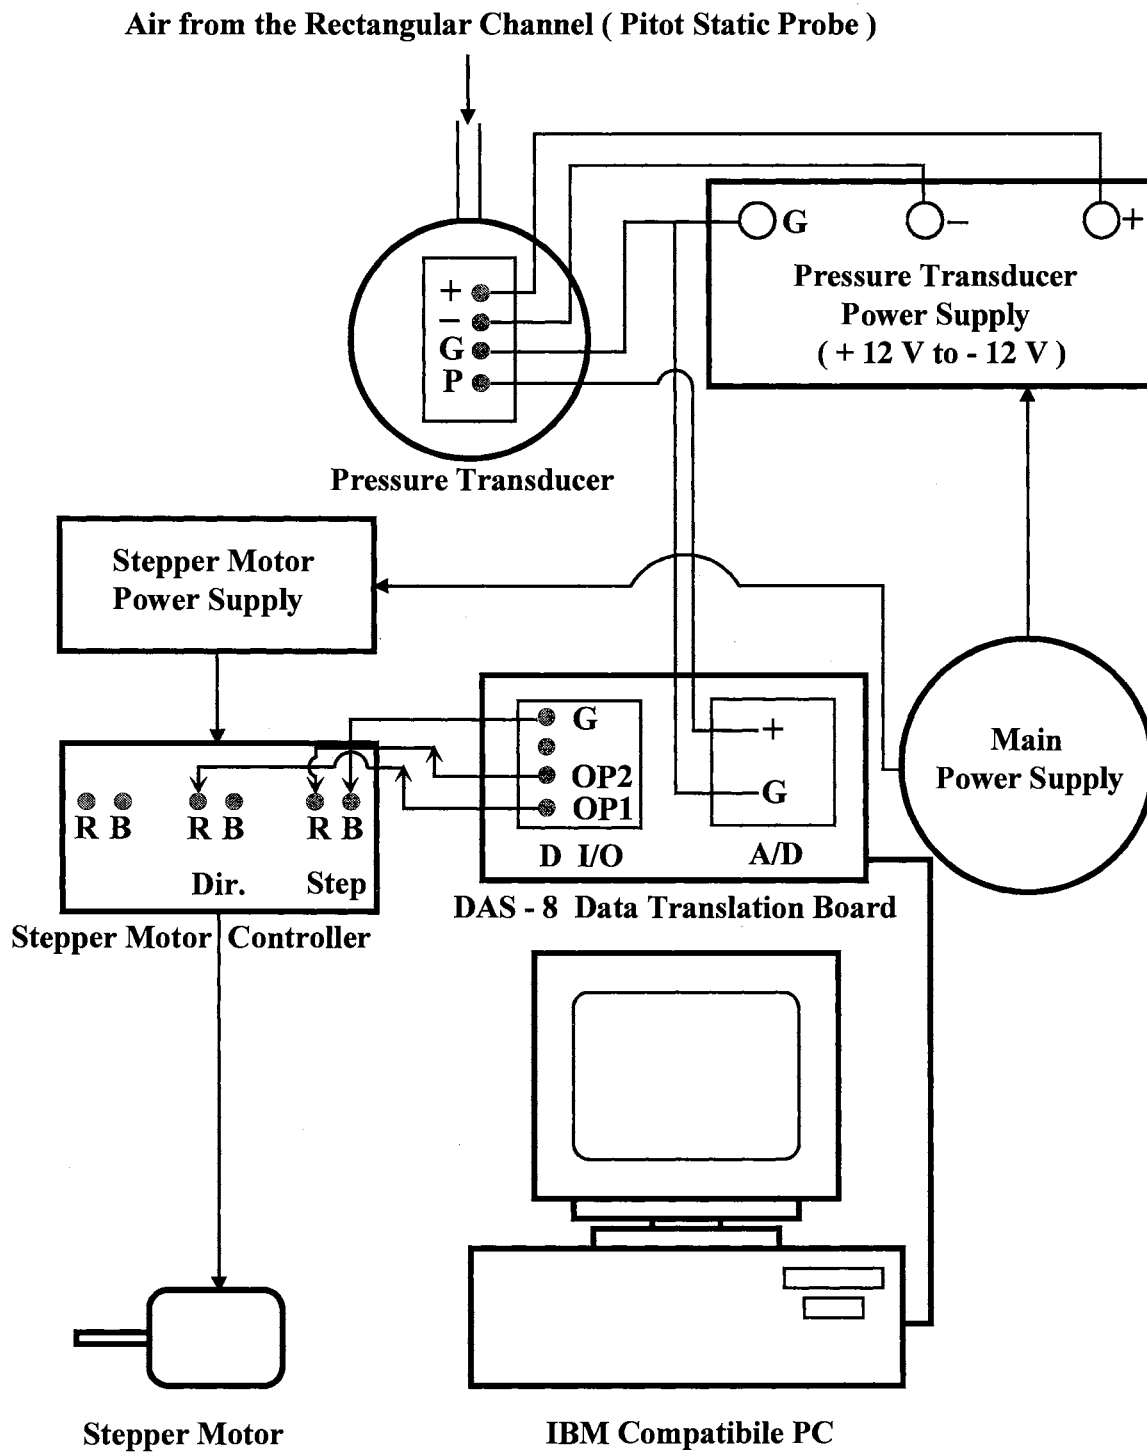 Air from the Rectangular Channel ( Pitot Static Probe )
G
–
+
Pressure Transducer
Power Supply
( + 12 V to - 12 V )
+
–
G
P
Pressure Transducer
Stepper Motor
Power Supply
Main
Power Supply
G
OP2
OP1
D I/O
+
G
A/D
R B R B R B
Dir. Step
DAS - 8 Data Translation Board
Stepper Motor Controller
Stepper Motor
IBM Compatibile PC